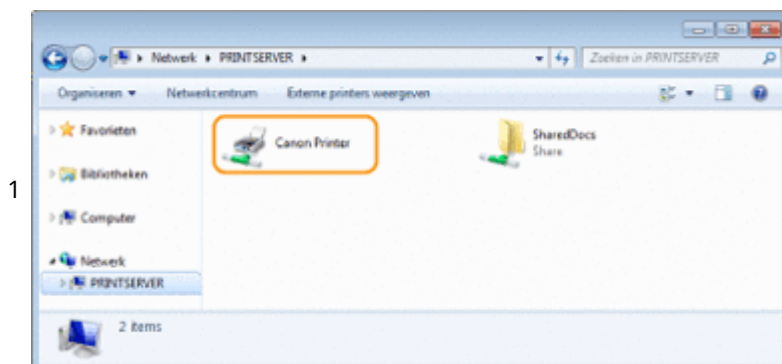 Netwerk ▸ PRINTSERVER ▸ Zoeken in PRINTSERVER
Organiseren Netwerkcentrum Externe printers weergeven
Favorieten
Canon Printer
SharedDocs
Share
Bibliotheken
1
Computer
Netwerk
PRINTSERVER
2 items